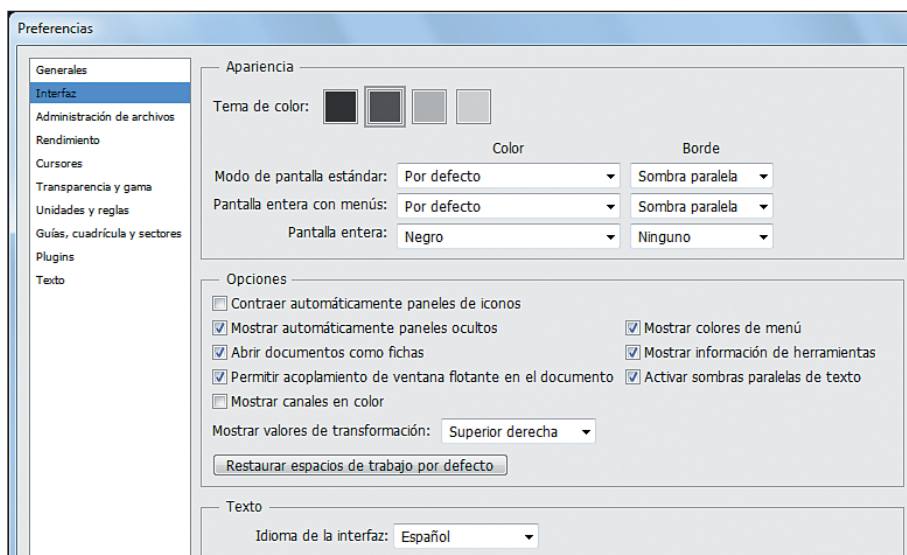 Preferencias
Generales
Interfaz
Administración de archivos
Rendimiento
Cursores
Transparencia y gama
Unidades y reglas
Guías, cuadrícula y sectores
Plugins
Texto
Apariencia
Tema de color:
Color Borde
Modo de pantalla estándar: Por defecto Sombra paralela
Pantalla entera con menús: Por defecto Sombra paralela
Pantalla entera: Negro Ninguno
Opciones
Contraer automáticamente paneles de iconos
Mostrar automáticamente paneles ocultos Mostrar colores de menú
Abrir documentos como fichas Mostrar información de herramientas
Permitir acoplamiento de ventana flotante en el documento Activar sombras paralelas de texto
Mostrar canales en color
Mostrar valores de transformación: Superior derecha
Restaurar espacios de trabajo por defecto
Texto
Idioma de la interfaz: Español